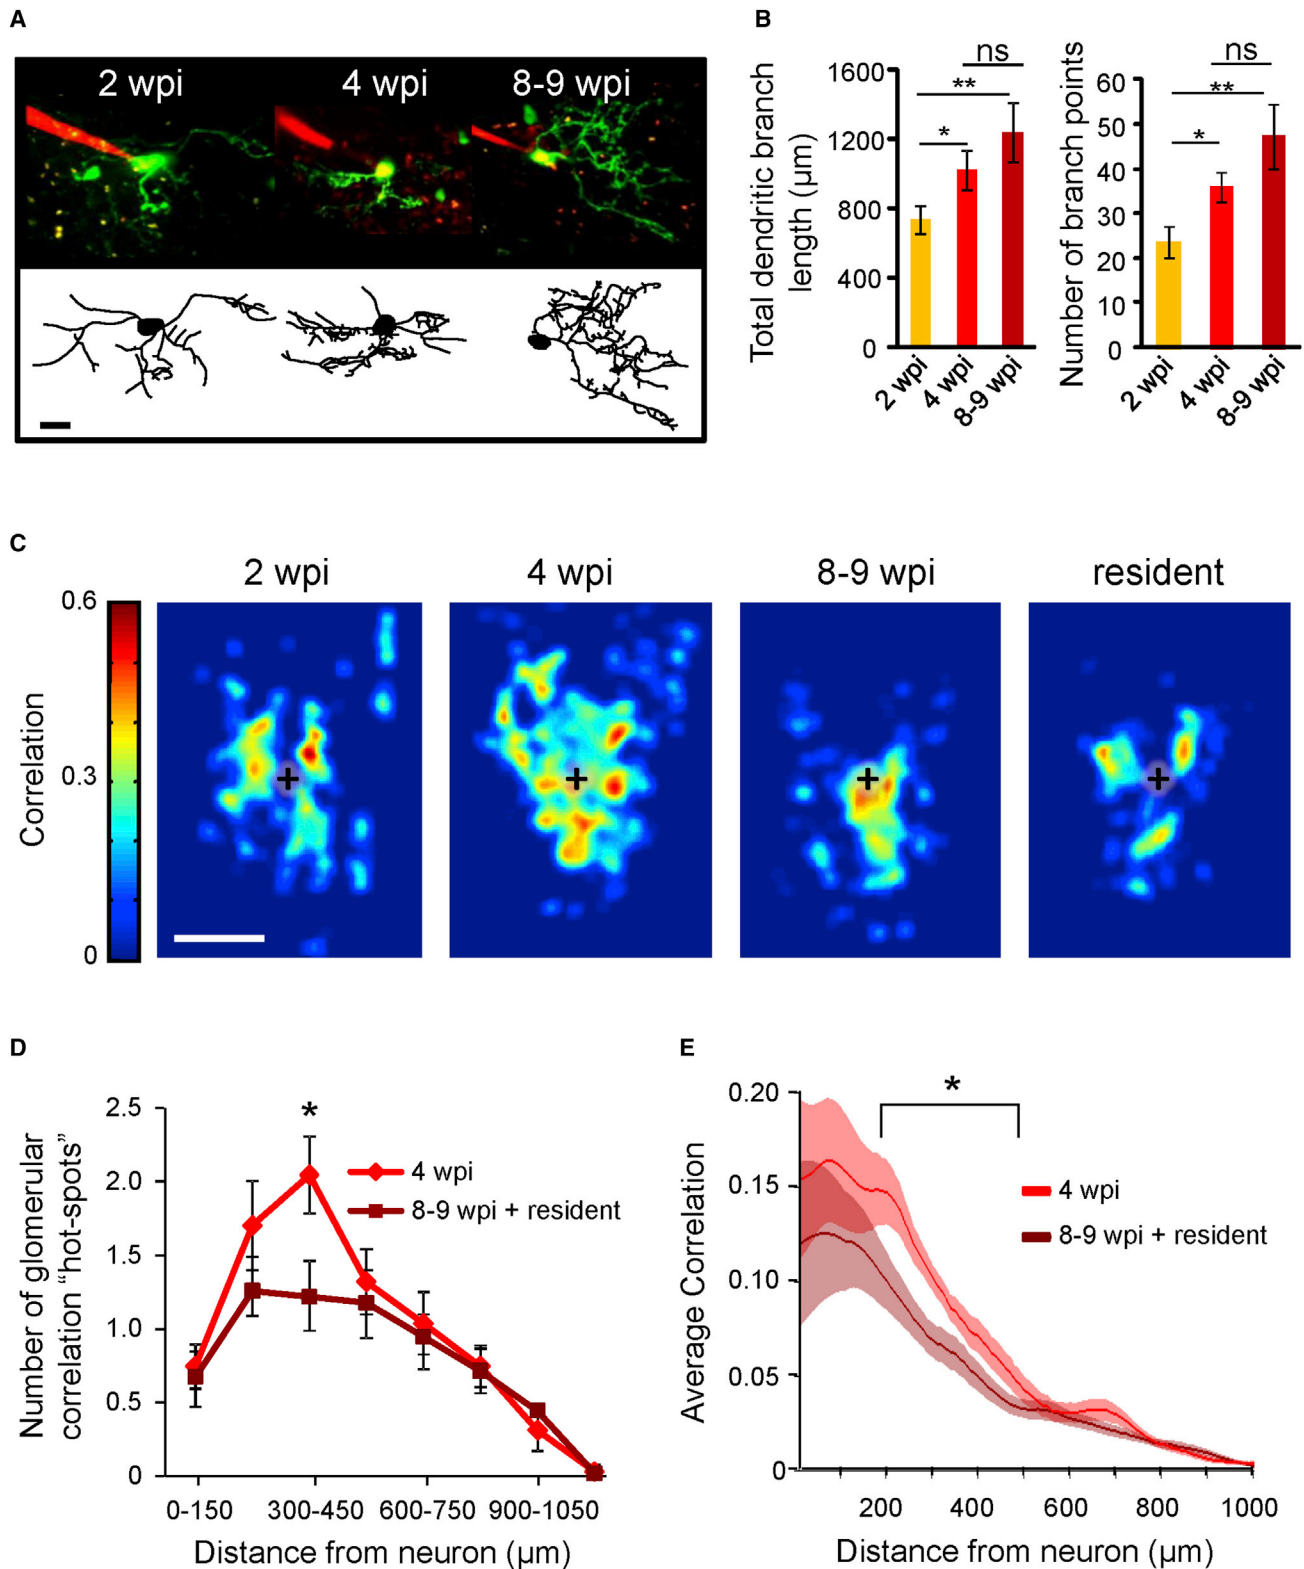 A
2 wpi
4 wpi
8-9 wpi
B
Total dendritic branch
length (µm)
1600
1200
800
400
0
ns
**
*
2 wpi
4 wpi
8-9 wpi
Number of branch points
60
50
40
30
20
10
0
ns
**
*
2 wpi
4 wpi
8-9 wpi
C
2 wpi
4 wpi
8-9 wpi
resident
Correlation
0.6
0.3
0
+
+
+
+
D
Number of glomerular
correlation “hot-spots”
2.5
2.0
1.5
1.0
0.5
0
*
4 wpi
8-9 wpi + resident
0-150
300-450
600-750
900-1050
Distance from neuron (µm)
E
Average Correlation
0.20
0.15
0.10
0.05
0
*
4 wpi
8-9 wpi + resident
200
400
600
800
1000
Distance from neuron (µm)